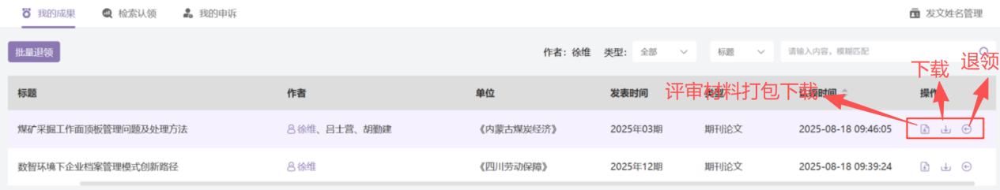 我的成果 检索认领 我的申诉 发文姓名管理
批量退领 作者：徐维 类型： 全部 标题 请输入内容，模糊匹配
下载 退领
评审材料打包下载
标题 作者 单位 发表时间 类型 认领时间 操作
煤矿采掘工作面顶板管理问题及处理方法 徐维、吕士营、胡勤建 《内蒙古煤炭经济》 2025年03期 期刊论文 2025-08-18 09:46:05
数智环境下企业档案管理模式创新路径 徐维 《四川劳动保障》 2025年12期 期刊论文 2025-08-18 09:39:24